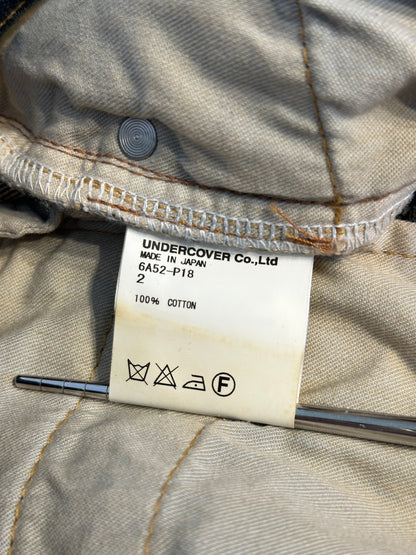 UNDERCOVER Co.,Ltd
MADE IN JAPAN
6A52-P18
2
100% COTTON
F